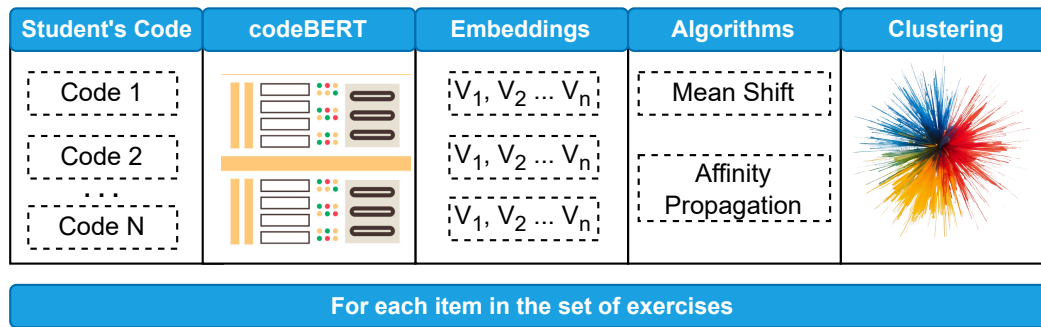 Student's Code
codeBERT
Embeddings
Algorithms
Clustering
Code 1
Code 2
...
Code N
V1, V2 ... Vn
V1, V2 ... Vn
V1, V2 ... Vn
Mean Shift
Affinity
Propagation
For each item in the set of exercises